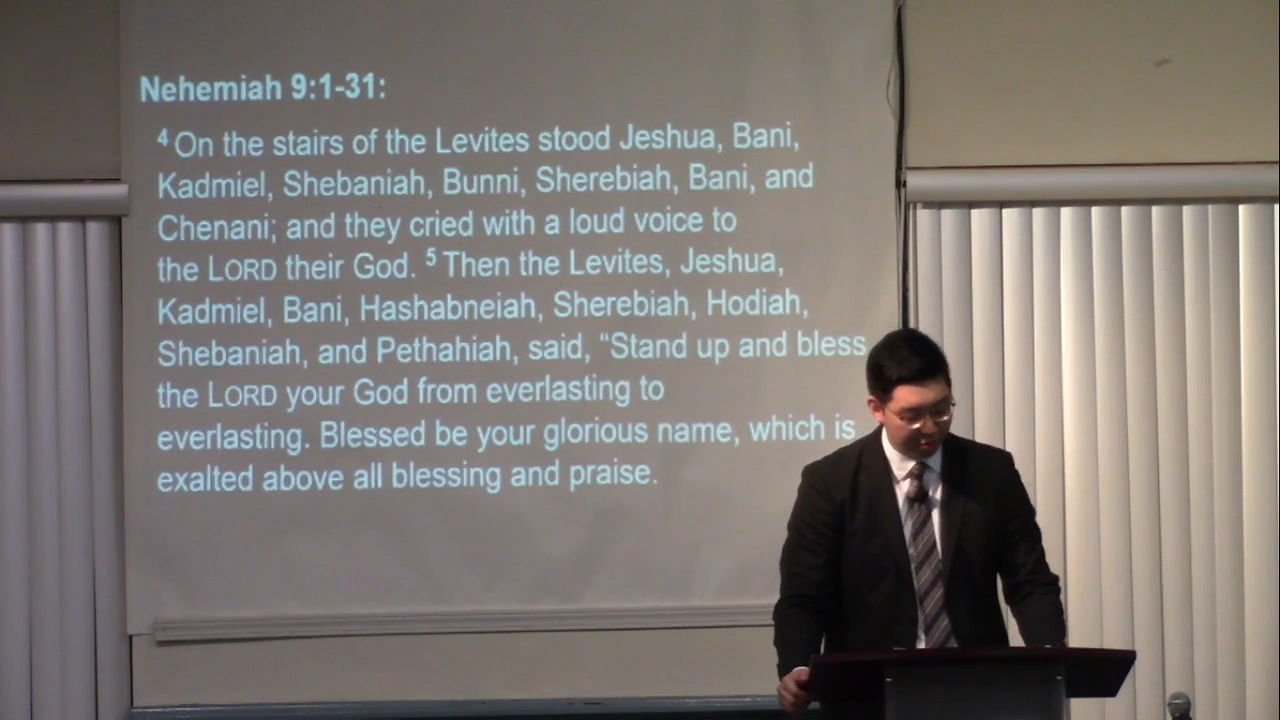 Nehemiah 9:1-31:
4 On the stairs of the Levites stood Jeshua, Bani,
Kadmiel, Shebaniah, Bunni, Sherebiah, Bani, and
Chenani; and they cried with a loud voice to
the LORD their God. 5 Then the Levites, Jeshua,
Kadmiel, Bani, Hashabneiah, Sherebiah, Hodiah,
Shebaniah, and Pethahiah, said, “Stand up and bless
the LORD your God from everlasting to
everlasting. Blessed be your glorious name, which is
exalted above all blessing and praise.